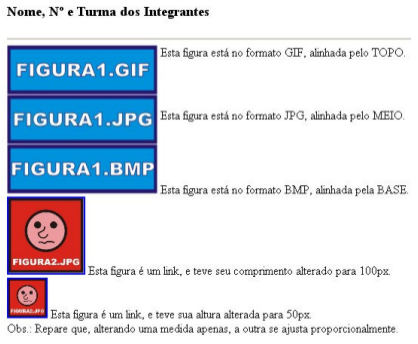 Nome, Nº e Turma dos Integrantes
FIGURA1.GIF Esta figura está no formato GIF, alinhada pelo TOPO.
FIGURA1.JPG Esta figura está no formato JPG, alinhada pelo MEIO.
FIGURA1.BMP Esta figura está no formato BMP, alinhada pela BASE.
FIGURA2.JPG Esta figura é um link, e teve seu comprimento alterado para 100px.
FIGURA2.JPG Esta figura é um link, e teve sua altura alterada para 50px.
Obs.: Repare que, alterando uma medida apenas, a outra se ajusta proporcionalmente.